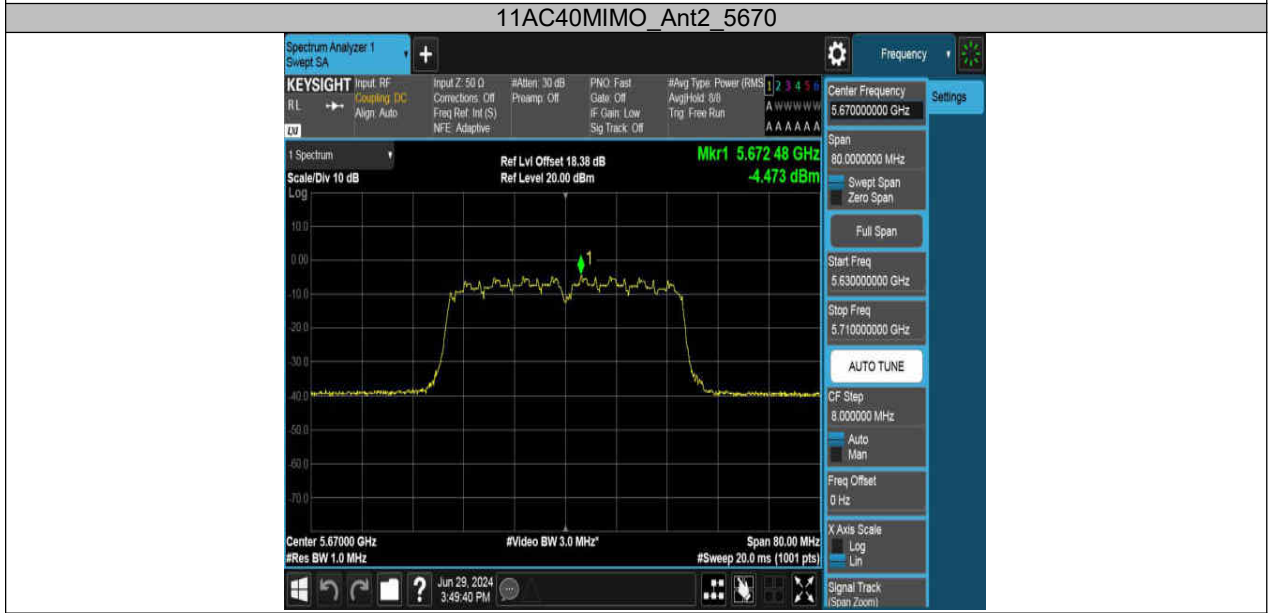 11AC40MIMO_Ant2_5670
Spectrum Analyzer 1
Swept SA
+
Frequency
KEYSIGHT
RL
LXI
Input: RF
Coupling: DC
Align: Auto
Input Z: 50 Ω
Corrections: Off
Freq Ref: Int (S)
NFE: Adaptive
#Atten: 30 dB
Preamp: Off
PNO: Fast
Gate: Off
IF Gain: Low
Sig Track: Off
#Avg Type: Power (RMS
Avg|Hold: 8/8
Trig: Free Run
1 2 3 4 5 6
A W W W W W
A A A A A A
Center Frequency
5.670000000 GHz
Settings
Span
80.0000000 MHz
Swept Span
Zero Span
Full Span
Start Freq
5.630000000 GHz
Stop Freq
5.710000000 GHz
AUTO TUNE
CF Step
8.000000 MHz
Auto
Man
Freq Offset
0 Hz
X Axis Scale
Log
Lin
Signal Track
(Span Zoom)
1 Spectrum
Scale/Div 10 dB
Log
Ref Lvl Offset 18.38 dB
Ref Level 20.00 dBm
Mkr1 5.672 48 GHz
-4.473 dBm
10.0
0.00
-10.0
-20.0
-30.0
-40.0
-50.0
-60.0
-70.0
1
Center 5.67000 GHz
#Res BW 1.0 MHz
#Video BW 3.0 MHz*
Span 80.00 MHz
#Sweep 20.0 ms (1001 pts)
?
Jun 29, 2024
3:49:40 PM